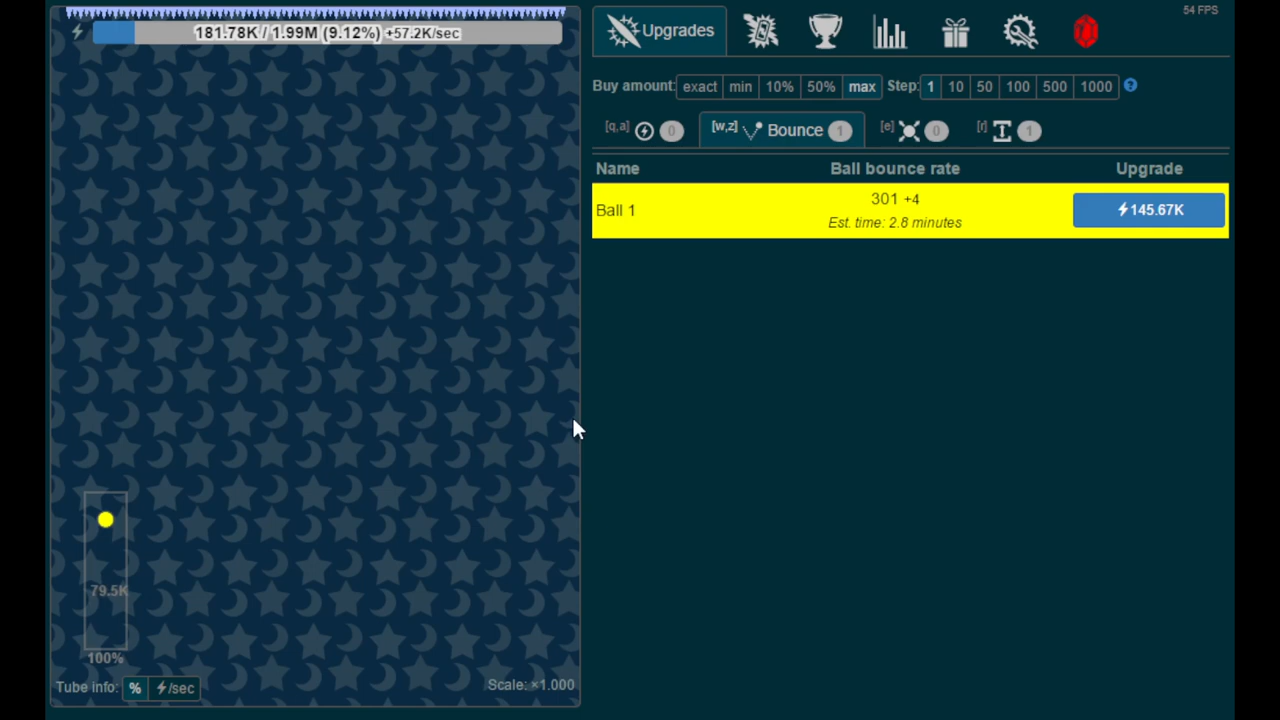 181.78K / 1.99M (9.12%) +57.2K/sec
54 FPS
Upgrades
Buy amount: exact min 10% 50% max Step: 1 10 50 100 500 1000 ?
[q,a] 0 [w,z] Bounce 1 [e] 0 [r] 1
Name Ball bounce rate Upgrade
Ball 1 301 +4 145.67K
Est. time: 2.8 minutes
79.5K
100%
Tube info: % /sec
Scale: ×1.000